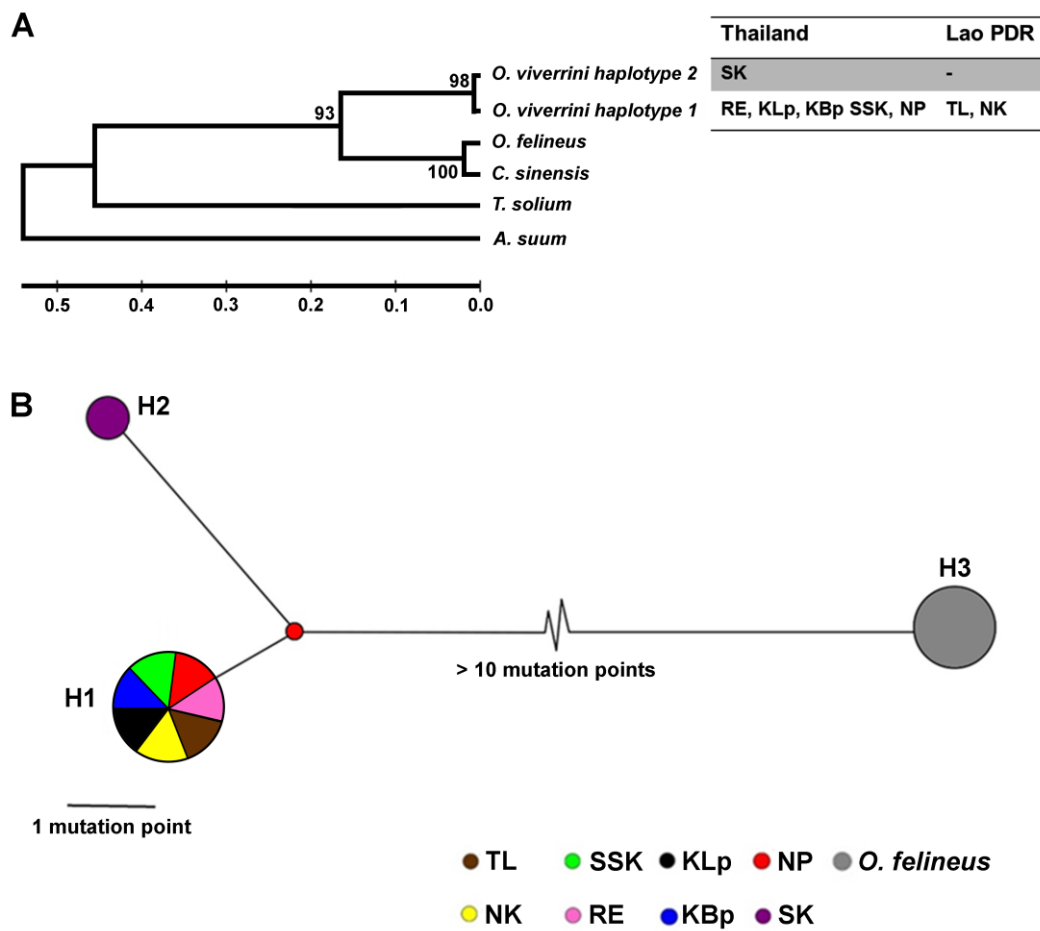 A
Thailand Lao PDR
98 O. viverrini haplotype 2 SK -
93 O. viverrini haplotype 1 RE, KLp, KBp SSK, NP TL, NK
O. felineus
100 C. sinensis
T. solium
A. suum
0.5 0.4 0.3 0.2 0.1 0.0
B
H2
H3
> 10 mutation points
H1
1 mutation point
TL SSK KLp NP O. felineus
NK RE KBp SK